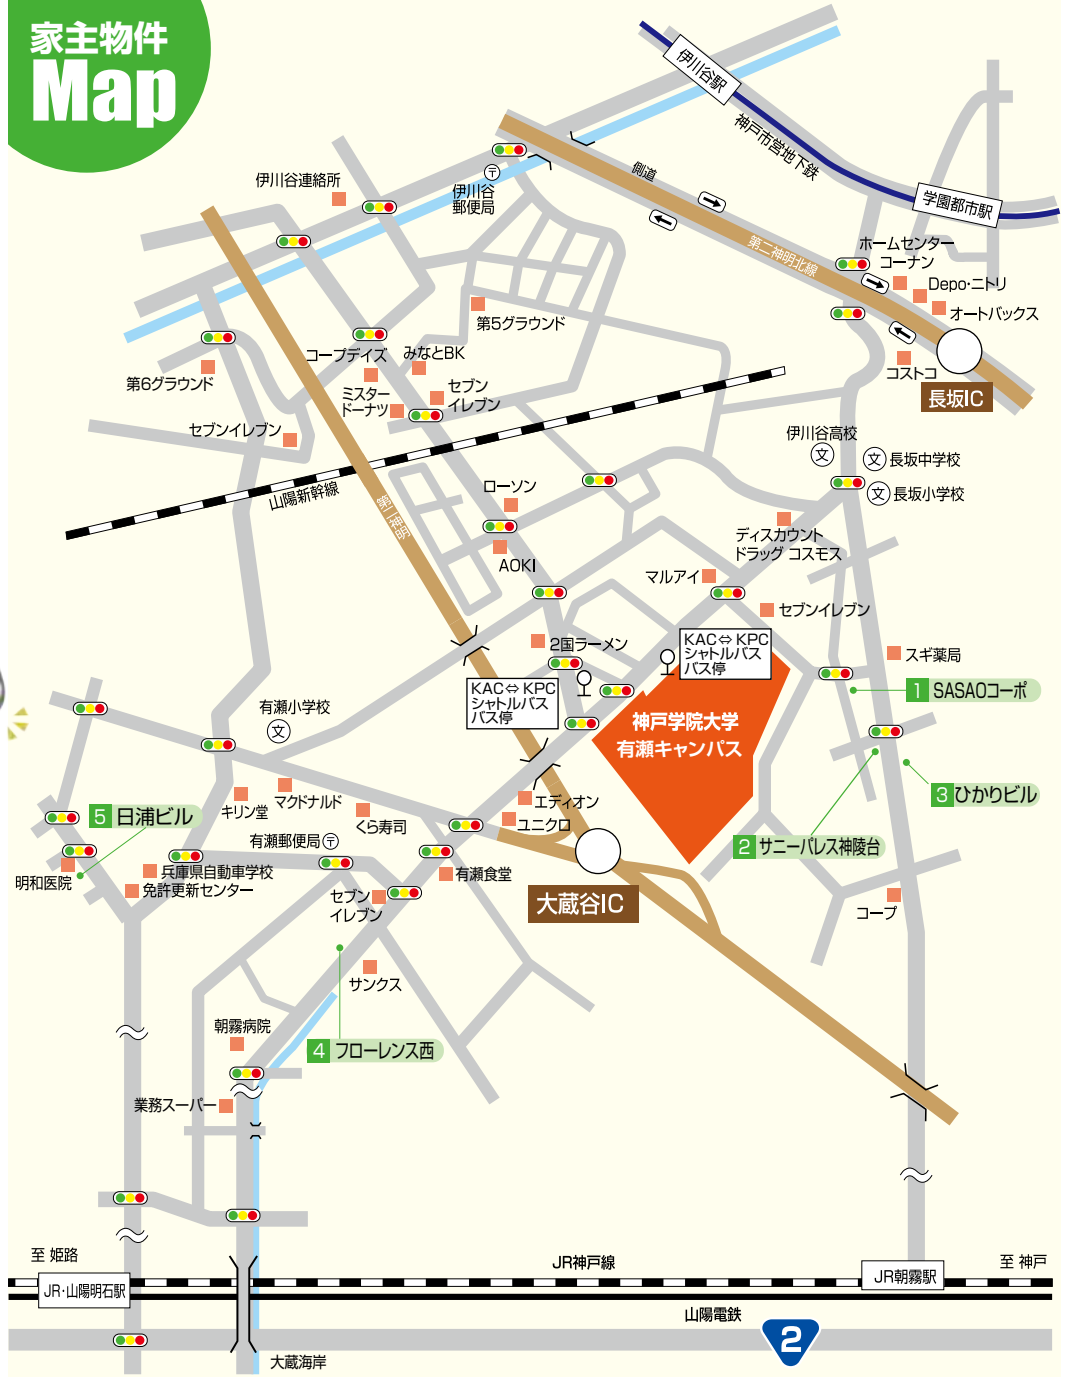 家主物件
Map
伊川谷駅
神戸市営地下鉄
学園都市駅
側道
第二神明北線
伊川谷連絡所
〒
伊川谷
郵便局
ホームセンター
コーナン
Depo・ニトリ
オートバックス
コストコ
長坂IC
第5グラウンド
コープデイズ
みなとBK
第6グラウンド
ミスター
ドーナツ
セブン
イレブン
セブンイレブン
山陽新幹線
第二神明
伊川谷高校
文
文 長坂中学校
文 長坂小学校
ローソン
AOKI
ディスカウント
ドラッグ コスモス
マルアイ
セブンイレブン
2国ラーメン
KAC⇔KPC
シャトルバス
バス停
KAC⇔KPC
シャトルバス
バス停
スギ薬局
1 SASAOコーポ
神戸学院大学
有瀬キャンパス
有瀬小学校
文
キリン堂
マクドナルド
くら寿司
エディオン
ユニクロ
3 ひかりビル
2 サニーパレス神陵台
5 日浦ビル
有瀬郵便局〒
明和医院
兵庫県自動車学校
免許更新センター
有瀬食堂
セブン
イレブン
大蔵谷IC
コープ
サンクス
朝霧病院
4 フローレンス西
業務スーパー
至 姫路
JR神戸線
至 神戸
JR・山陽明石駅
JR朝霧駅
山陽電鉄
2
大蔵海岸